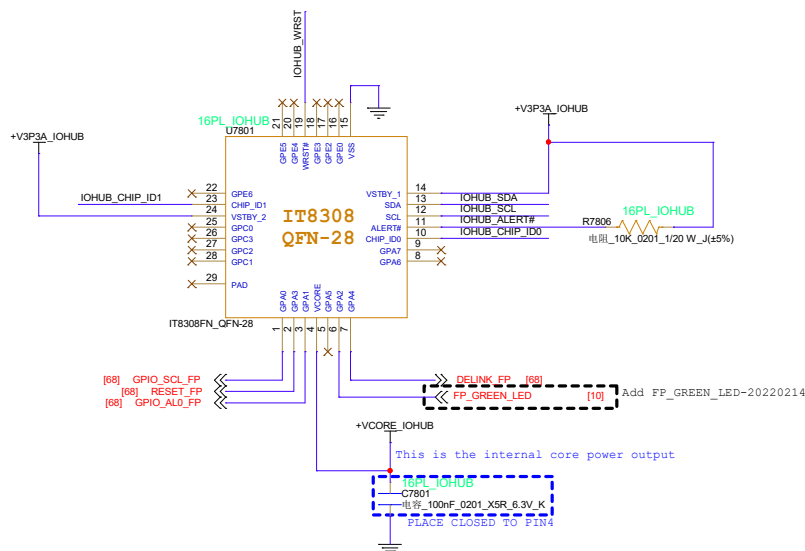 IOHUB_WRST
+V3P3A_IOHUB
16PL_IOHUB
U7801
+V3P3A_IOHUB
21 20 19 18 17 16 15
GPE5 GPE4 WRST# GPE3 GPE2 GPE0 VSS
IOHUB_CHIP_ID1
22 GPE6
23 CHIP_ID1
24 VSTBY_2
25 GPC0
26 GPC3
27 GPC2
28 GPC1
29 PAD
IT8308
QFN-28
VSTBY_1 14
SDA 13 IOHUB_SDA
SCL 12 IOHUB_SCL
ALERT# 11 IOHUB_ALERT#
CHIP_ID0 10 IOHUB_CHIP_ID0
GPA7 9
GPA6 8
R7806
16PL_IOHUB
电阻_10K_0201_1/20 W_J(±5%)
GPA0 GPA3 GPA1 VCORE GPA5 GPA2 GPA4
IT8308FN_QFN-28
1 2 3 4 5 6 7
[68] GPIO_SCL_FP
[68] RESET_FP
[68] GPIO_AL0_FP
DELINK_FP [68]
FP_GREEN_LED [10]
Add FP_GREEN_LED-20220214
+VCORE_IOHUB
This is the internal core power output
16PL_IOHUB
C7801
电容_100nF_0201_X5R_6.3V_K
PLACE CLOSED TO PIN4